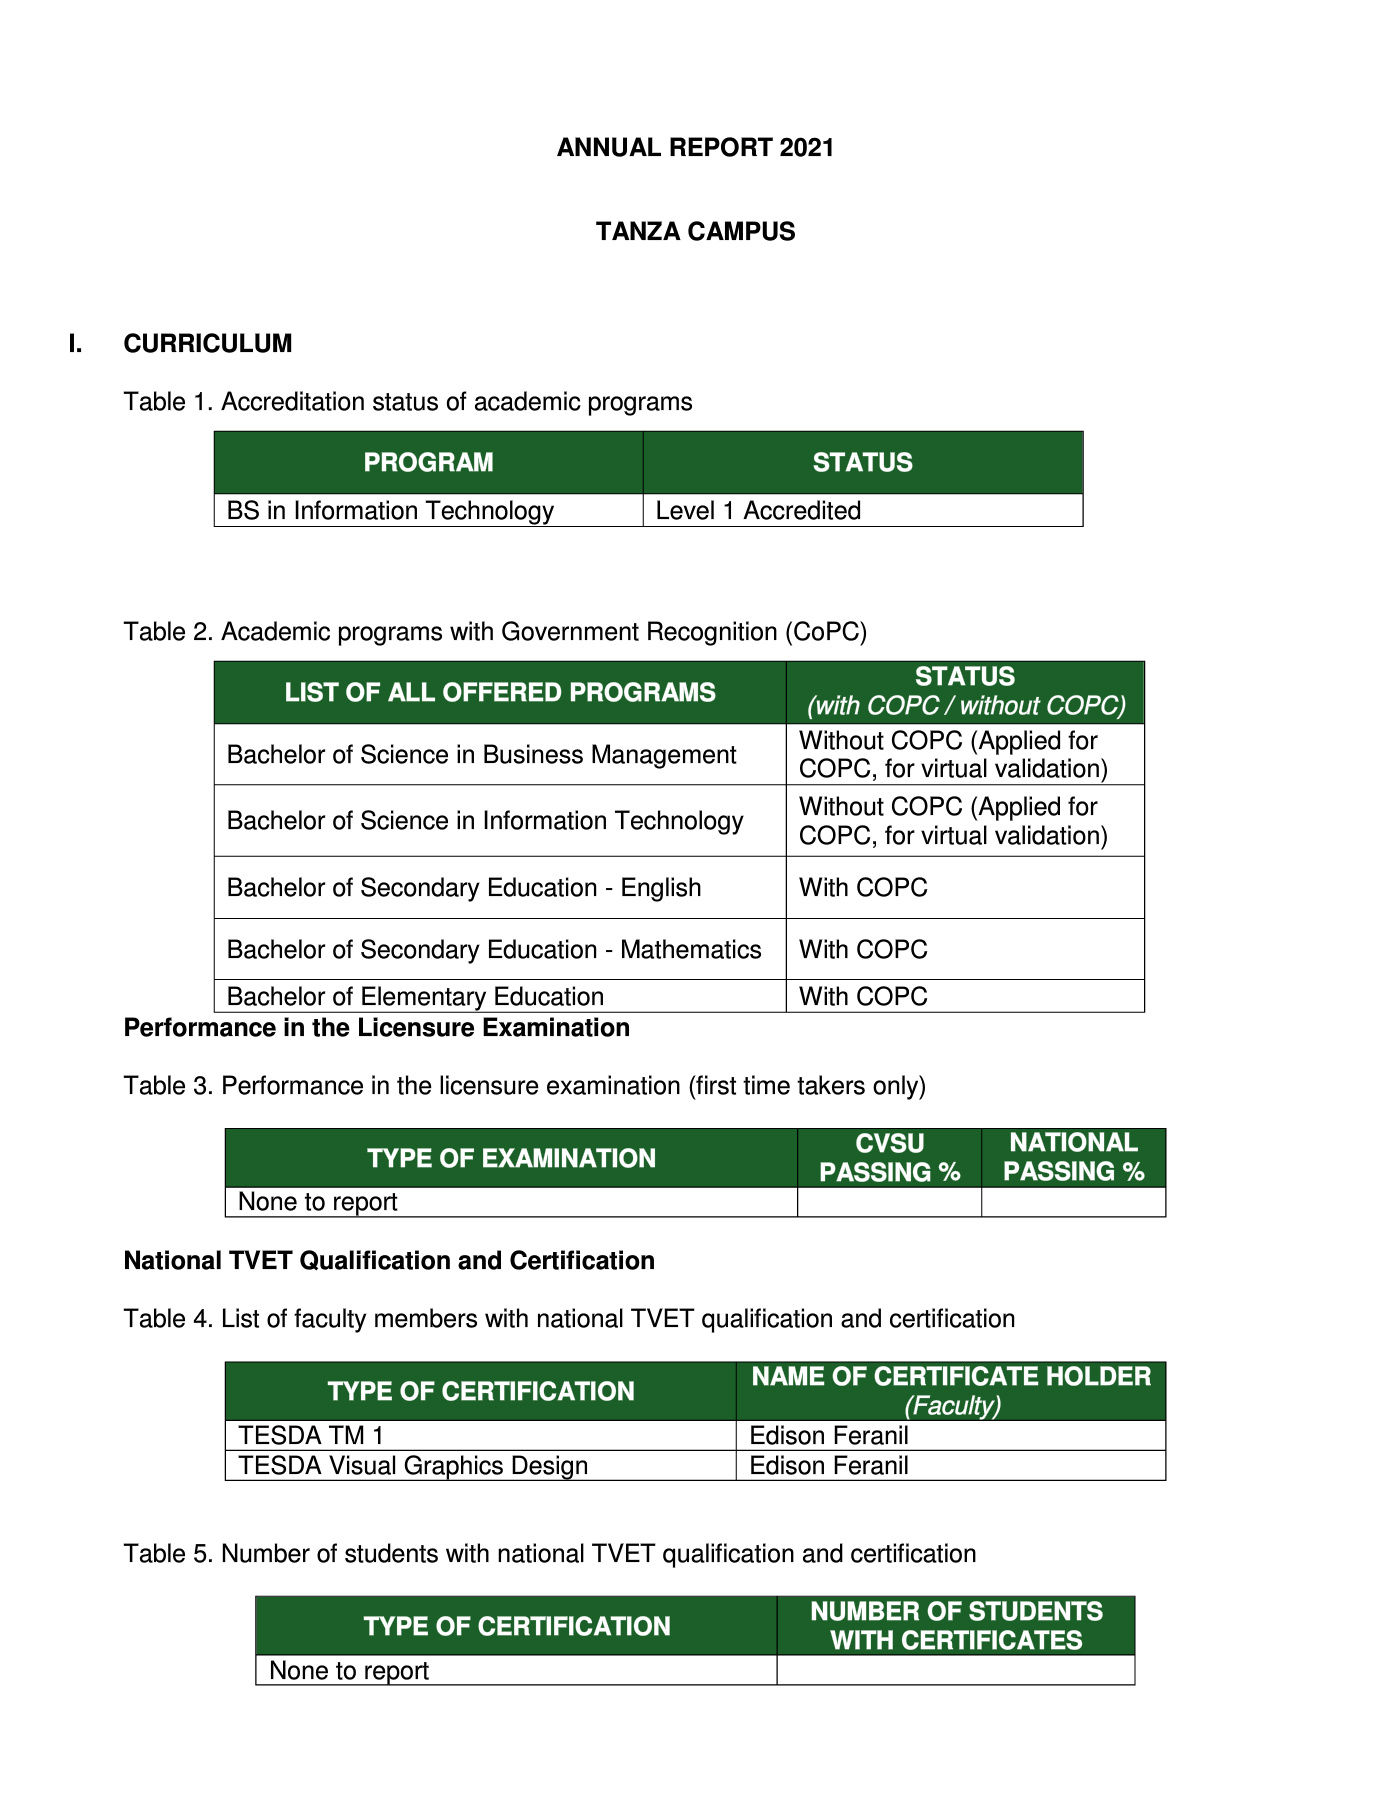 ANNUAL REPORT 2021
TANZA CAMPUS
I. CURRICULUM
Table 1. Accreditation status of academic programs
PROGRAM STATUS
BS in Information Technology Level 1 Accredited
Table 2. Academic programs with Government Recognition (CoPC)
LIST OF ALL OFFERED PROGRAMS STATUS
(with COPC / without COPC)
Bachelor of Science in Business Management Without COPC (Applied for
COPC, for virtual validation)
Bachelor of Science in Information Technology Without COPC (Applied for
COPC, for virtual validation)
Bachelor of Secondary Education - English With COPC
Bachelor of Secondary Education - Mathematics With COPC
Bachelor of Elementary Education With COPC
Performance in the Licensure Examination
Table 3. Performance in the licensure examination (first time takers only)
TYPE OF EXAMINATION CVSU NATIONAL
PASSING % PASSING %
None to report
National TVET Qualification and Certification
Table 4. List of faculty members with national TVET qualification and certification
TYPE OF CERTIFICATION NAME OF CERTIFICATE HOLDER
(Faculty)
TESDA TM 1 Edison Feranil
TESDA Visual Graphics Design Edison Feranil
Table 5. Number of students with national TVET qualification and certification
TYPE OF CERTIFICATION NUMBER OF STUDENTS
WITH CERTIFICATES
None to report